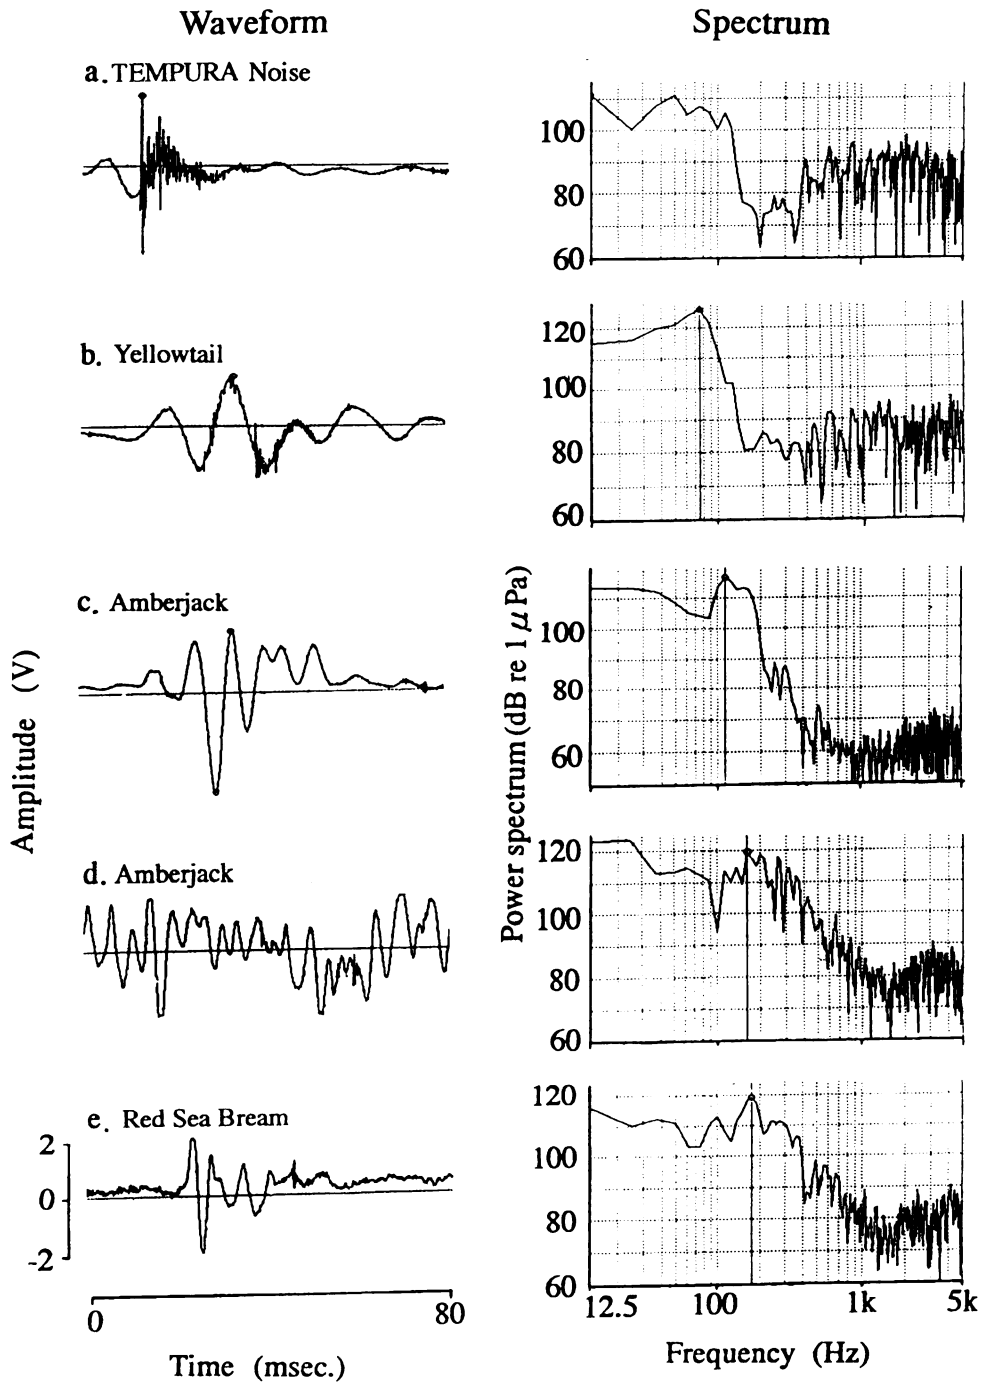 Waveform
Spectrum
a. TEMPURA Noise
100
80
60
b. Yellowtail
120
100
80
60
c. Amberjack
100
80
60
d. Amberjack
120
100
80
60
e. Red Sea Bream
2
0
-2
120
100
80
60
Amplitude (V)
Power spectrum (dB re 1 μPa)
0
80
Time (msec.)
12.5
100
1k
5k
Frequency (Hz)